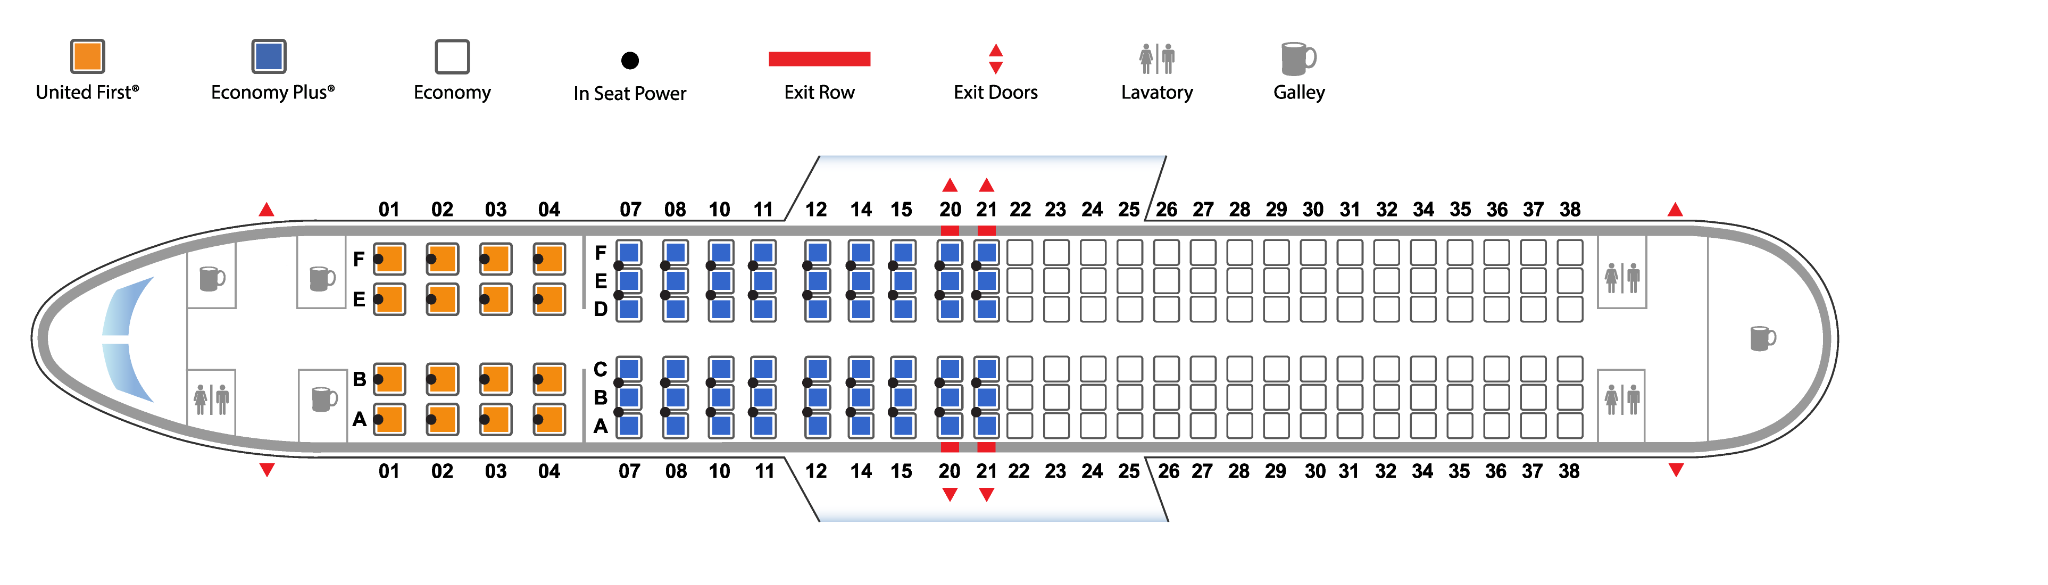 United First® Economy Plus® Economy In Seat Power Exit Row Exit Doors Lavatory Galley
01 02 03 04 07 08 10 11 12 14 15 20 21 22 23 24 25 26 27 28 29 30 31 32 34 35 36 37 38
F F
E E
D
B C
B
A A
01 02 03 04 07 08 10 11 12 14 15 20 21 22 23 24 25 26 27 28 29 30 31 32 34 35 36 37 38